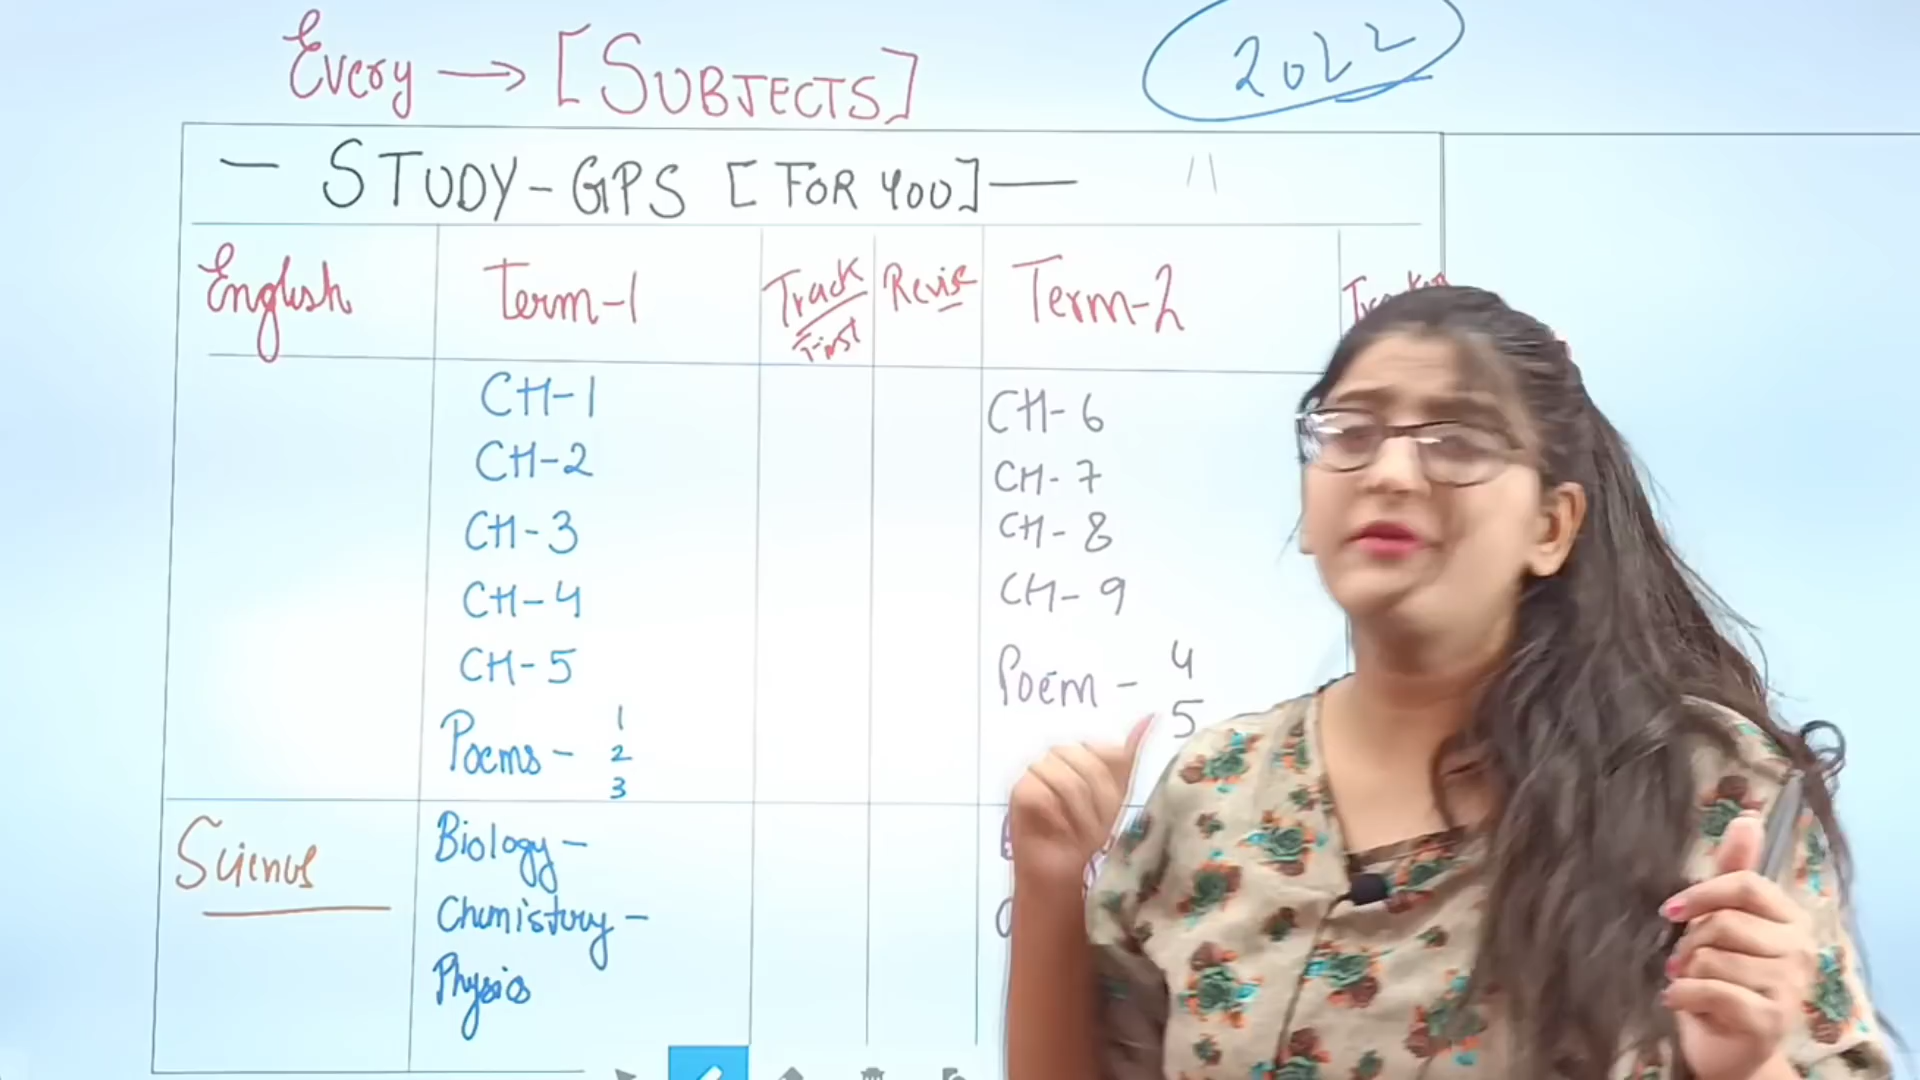 Every → [SUBJECTS]
2022
— STUDY-GPS [FOR YOU] —
English Term-1 Track First Revise Term-2
CH-1 CH-6
CH-2 CH-7
CH-3 CH-8
CH-4 CH-9
CH-5
Poem - 4
5
Poems - 1
2
3
Science Biology -
Chemistry -
Physics